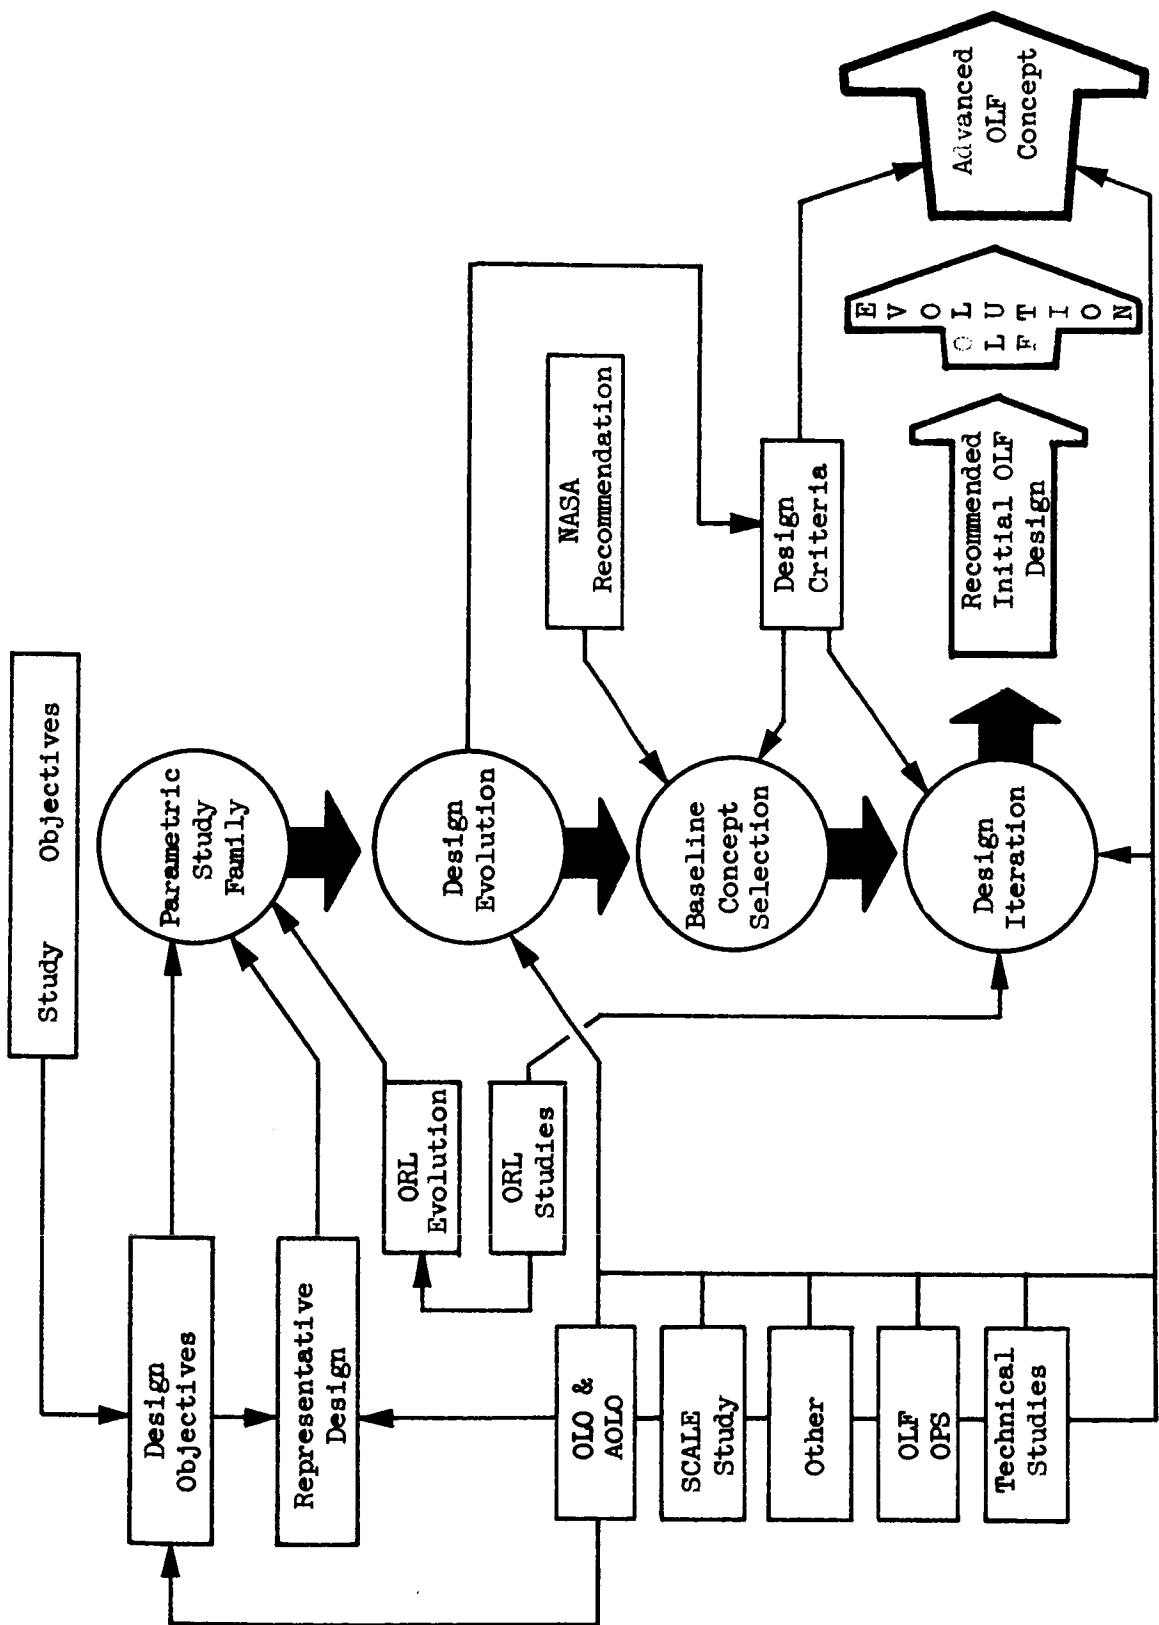 Study Objectives
Design
Objectives
Parametric
Study
Family
Representative
Design
ORL
Evolution
Design
Evolution
ORL
Studies
NASA
Recommendation
OLO &
AOLO
SCALE
Study
Baseline
Concept
Selection
Design
Criteria
Other
OLF
OPS
Design
Iteration
Technical
Studies
Recommended
Initial OLF
Design
OLF
EVOLUTION
Advanced
OLF
Concept